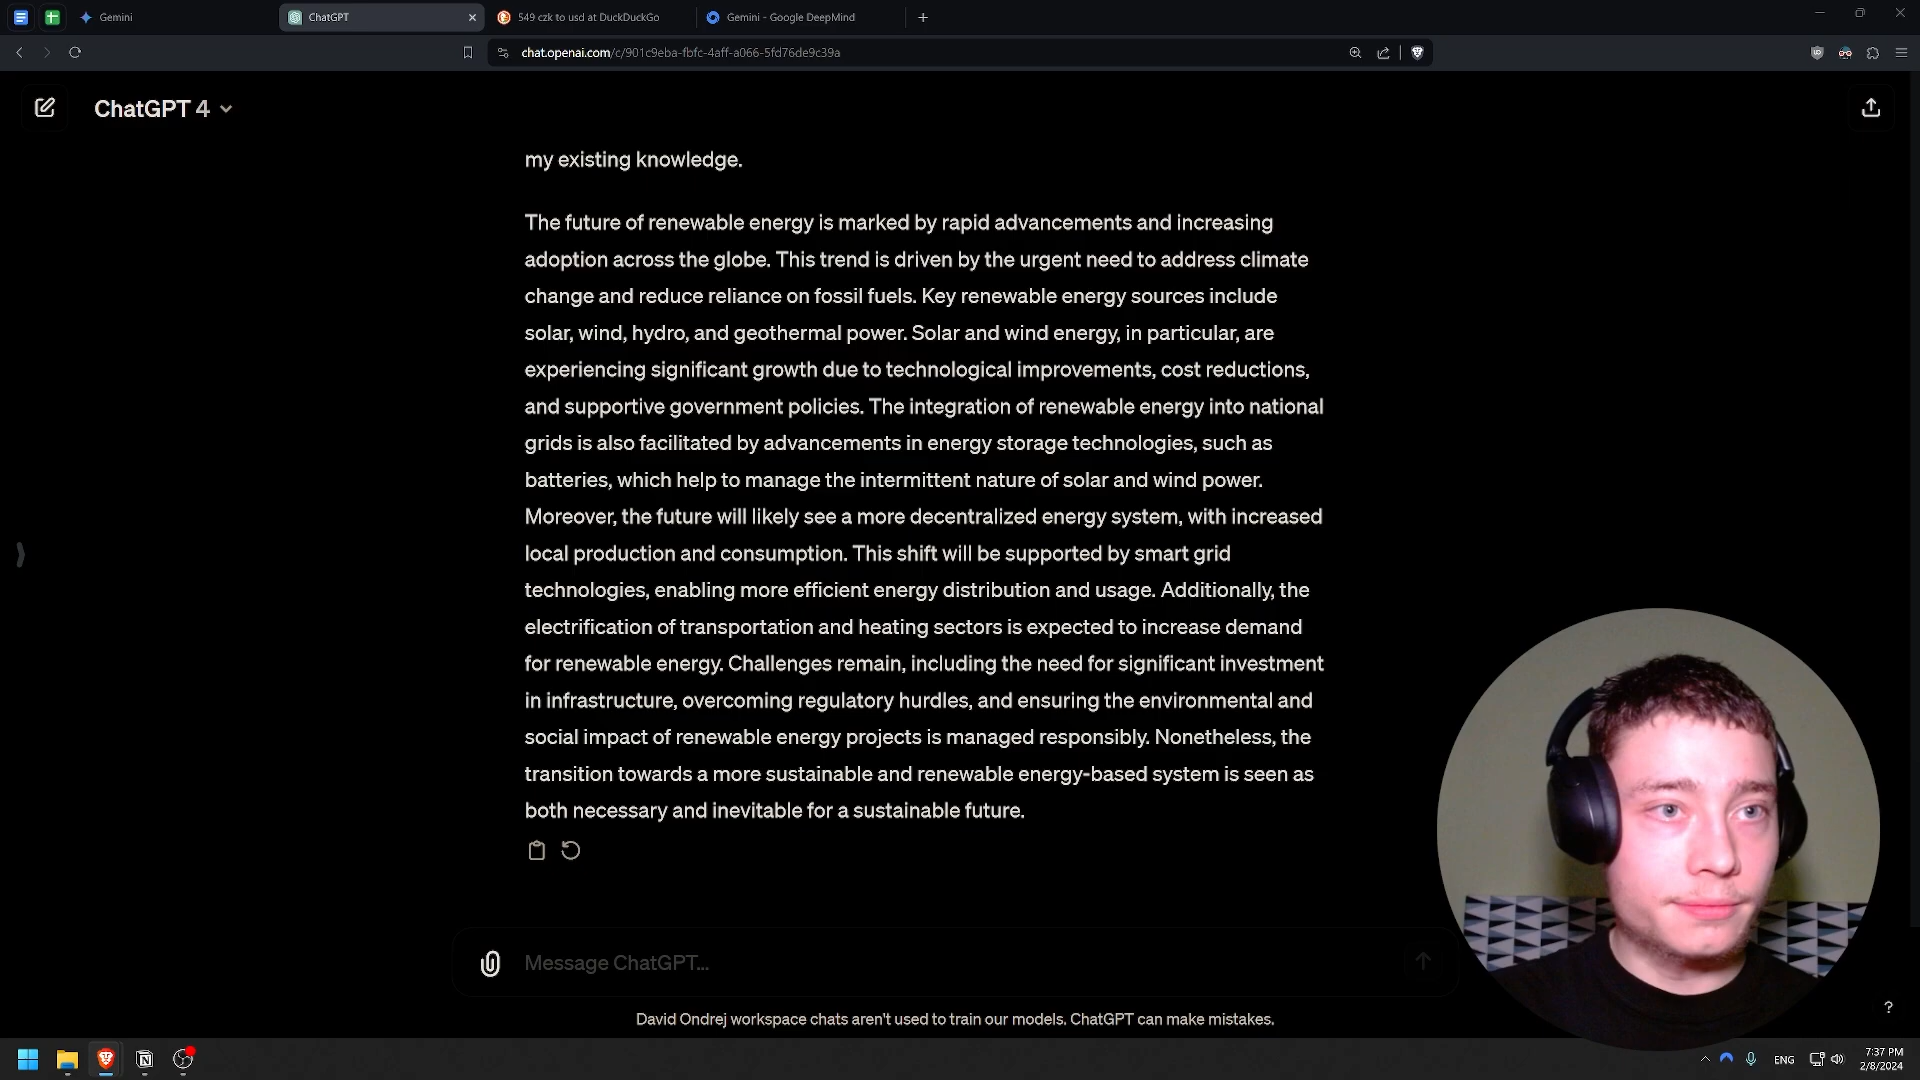 Gemini
ChatGPT
549 czk to usd at DuckDuckGo
Gemini - Google DeepMind
chat.openai.com/c/901c9eba-fbfc-4aff-a066-5fd76de9c39a
ChatGPT 4
my existing knowledge.
The future of renewable energy is marked by rapid advancements and increasing
adoption across the globe. This trend is driven by the urgent need to address climate
change and reduce reliance on fossil fuels. Key renewable energy sources include
solar, wind, hydro, and geothermal power. Solar and wind energy, in particular, are
experiencing significant growth due to technological improvements, cost reductions,
and supportive government policies. The integration of renewable energy into national
grids is also facilitated by advancements in energy storage technologies, such as
batteries, which help to manage the intermittent nature of solar and wind power.
Moreover, the future will likely see a more decentralized energy system, with increased
local production and consumption. This shift will be supported by smart grid
technologies, enabling more efficient energy distribution and usage. Additionally, the
electrification of transportation and heating sectors is expected to increase demand
for renewable energy. Challenges remain, including the need for significant investment
in infrastructure, overcoming regulatory hurdles, and ensuring the environmental and
social impact of renewable energy projects is managed responsibly. Nonetheless, the
transition towards a more sustainable and renewable energy-based system is seen as
both necessary and inevitable for a sustainable future.
Message ChatGPT...
David Ondrej workspace chats aren't used to train our models. ChatGPT can make mistakes.
?
ENG
7:37 PM
2/8/2024